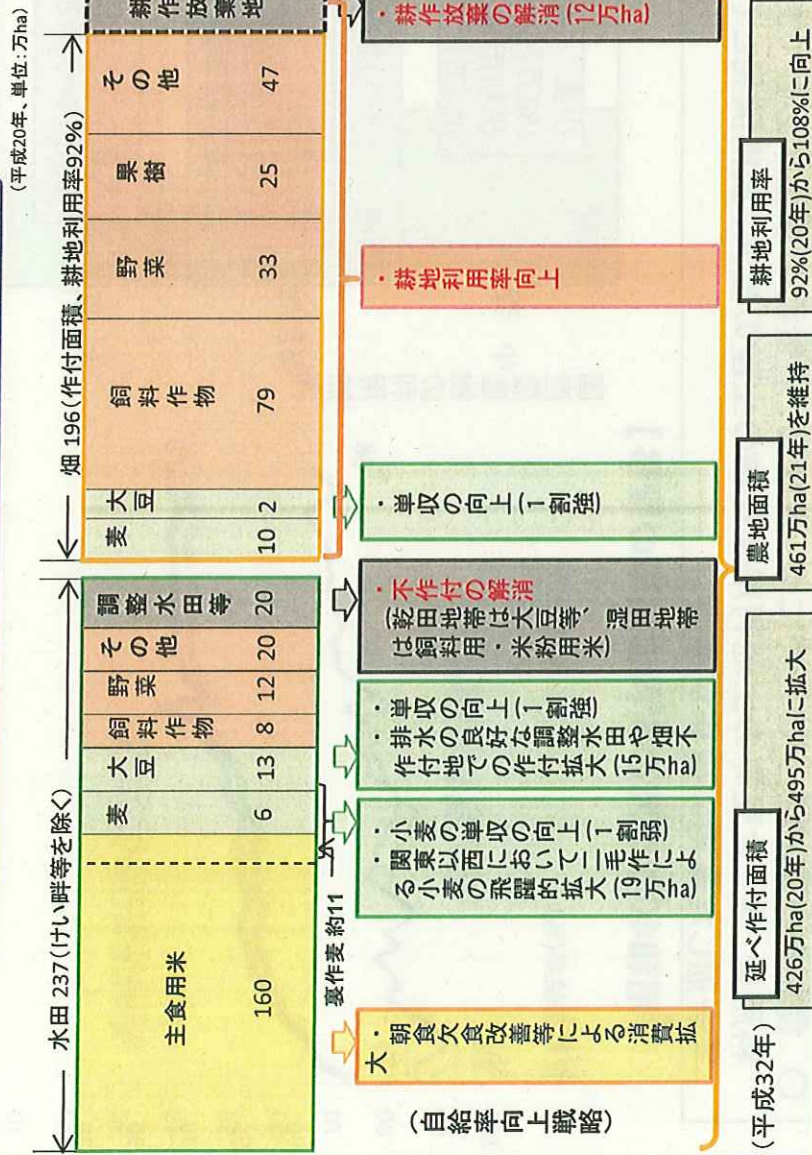 (平成20年、単位:万ha)
水田 237(けい畔等を除く)
畑 196(作付面積、耕地利用率92%)
主食用米
160
麦
6
大豆
13
飼料作物
8
野菜
12
その他
20
調整水田等
20
麦
10
大豆
2
飼料作物
79
野菜
33
果樹
25
その他
47
耕作放棄地
裏作麦 約11
(自給率向上戦略)
・朝食欠食改善等による消費拡
大
・小麦の単収の向上(1割弱)
・関東以西において二毛作によ
る小麦の飛躍的拡大(19万ha)
・単収の向上(1割強)
・排水の良好な調整水田や畑不
作付地での作付拡大(15万ha)
・不作付の解消
(乾田地帯は大豆等、湿田地帯
は飼料用・米粉用米)
・単収の向上(1割強)
・耕地利用率向上
・耕作放棄の解消(12万ha)
(平成32年)
延べ作付面積
426万ha(20年)から495万haに拡大
農地面積
461万ha(21年)を維持
耕地利用率
92%(20年)から108%に向上